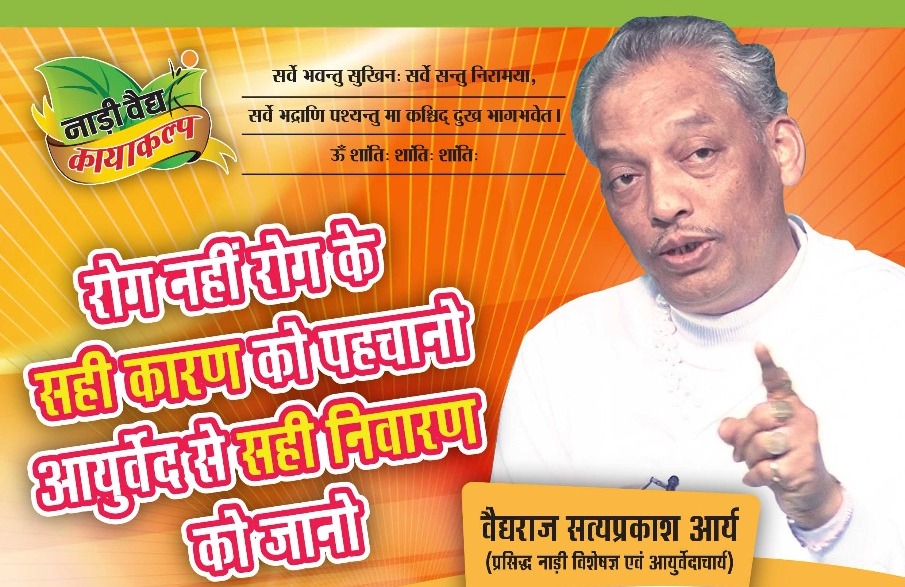 नाड़ी वैद्य
कायाकल्प
सर्वे भवन्तु सुखिनः सर्वे सन्तु निरामया,
सर्वे भद्राणि पश्यन्तु मा कश्चिद् दुख भागभवेत।
ॐ शांतिः शांतिः शांतिः
रोग नहीं रोग के
सही कारण को पहचानो
आयुर्वेद से सही निवारण
को जानो
वैद्यराज सत्यप्रकाश आर्य
(प्रसिद्ध नाड़ी विशेषज्ञ एवं आयुर्वेदाचार्य)